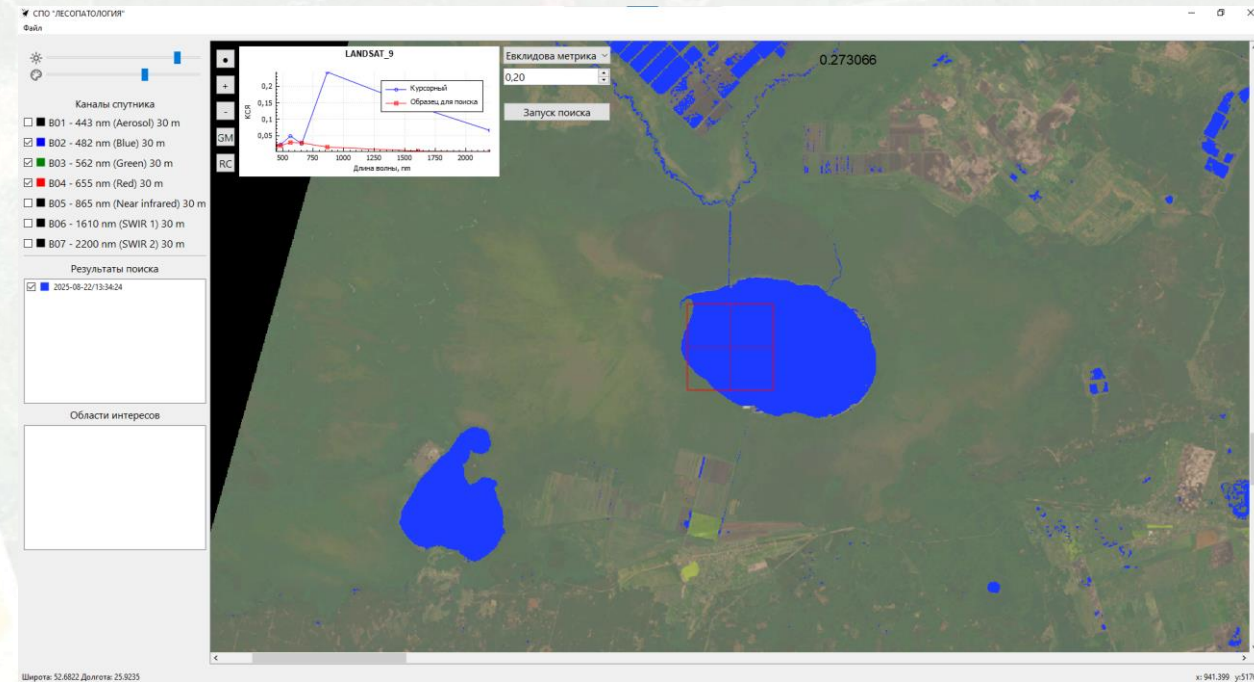 СПО "ЛЕСОПАТОЛОГИЯ"
Файл
Каналы спутника
B01 - 443 nm (Aerosol) 30 m
B02 - 482 nm (Blue) 30 m
B03 - 562 nm (Green) 30 m
B04 - 655 nm (Red) 30 m
B05 - 865 nm (Near infrared) 30 m
B06 - 1610 nm (SWIR 1) 30 m
B07 - 2200 nm (SWIR 2) 30 m
Результаты поиска
2025-08-22/13:34:24
Области интересов
+
-
GM
RC
LANDSAT_9
КСЯ
0,2
0,15
0,1
0,05
Курсорный
Образец для поиска
500 750 1000 1250 1500 1750 2000
Длина волны, nm
Евклидова метрика
0,20
Запуск поиска
0.273066
Широта: 52.6822 Долгота: 25.9235
x: 941.399 y:517